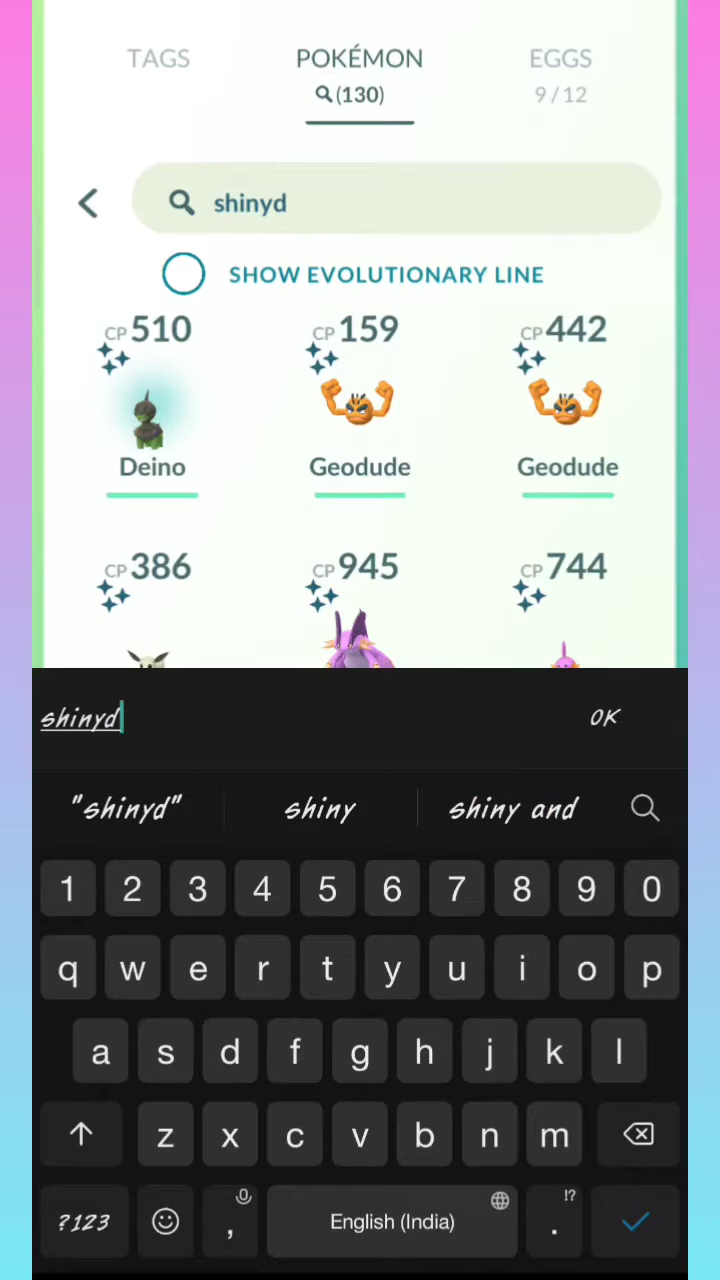 TAGS POKÉMON EGGS
(130) 9 / 12
shinyd
SHOW EVOLUTIONARY LINE
CP510 CP159 CP442
Deino Geodude Geodude
CP386 CP945 CP744
shinyd OK
"shinyd" shiny shiny and
1 2 3 4 5 6 7 8 9 0
q w e r t y u i o p
a s d f g h j k l
z x c v b n m
?123 , English (India) . !?